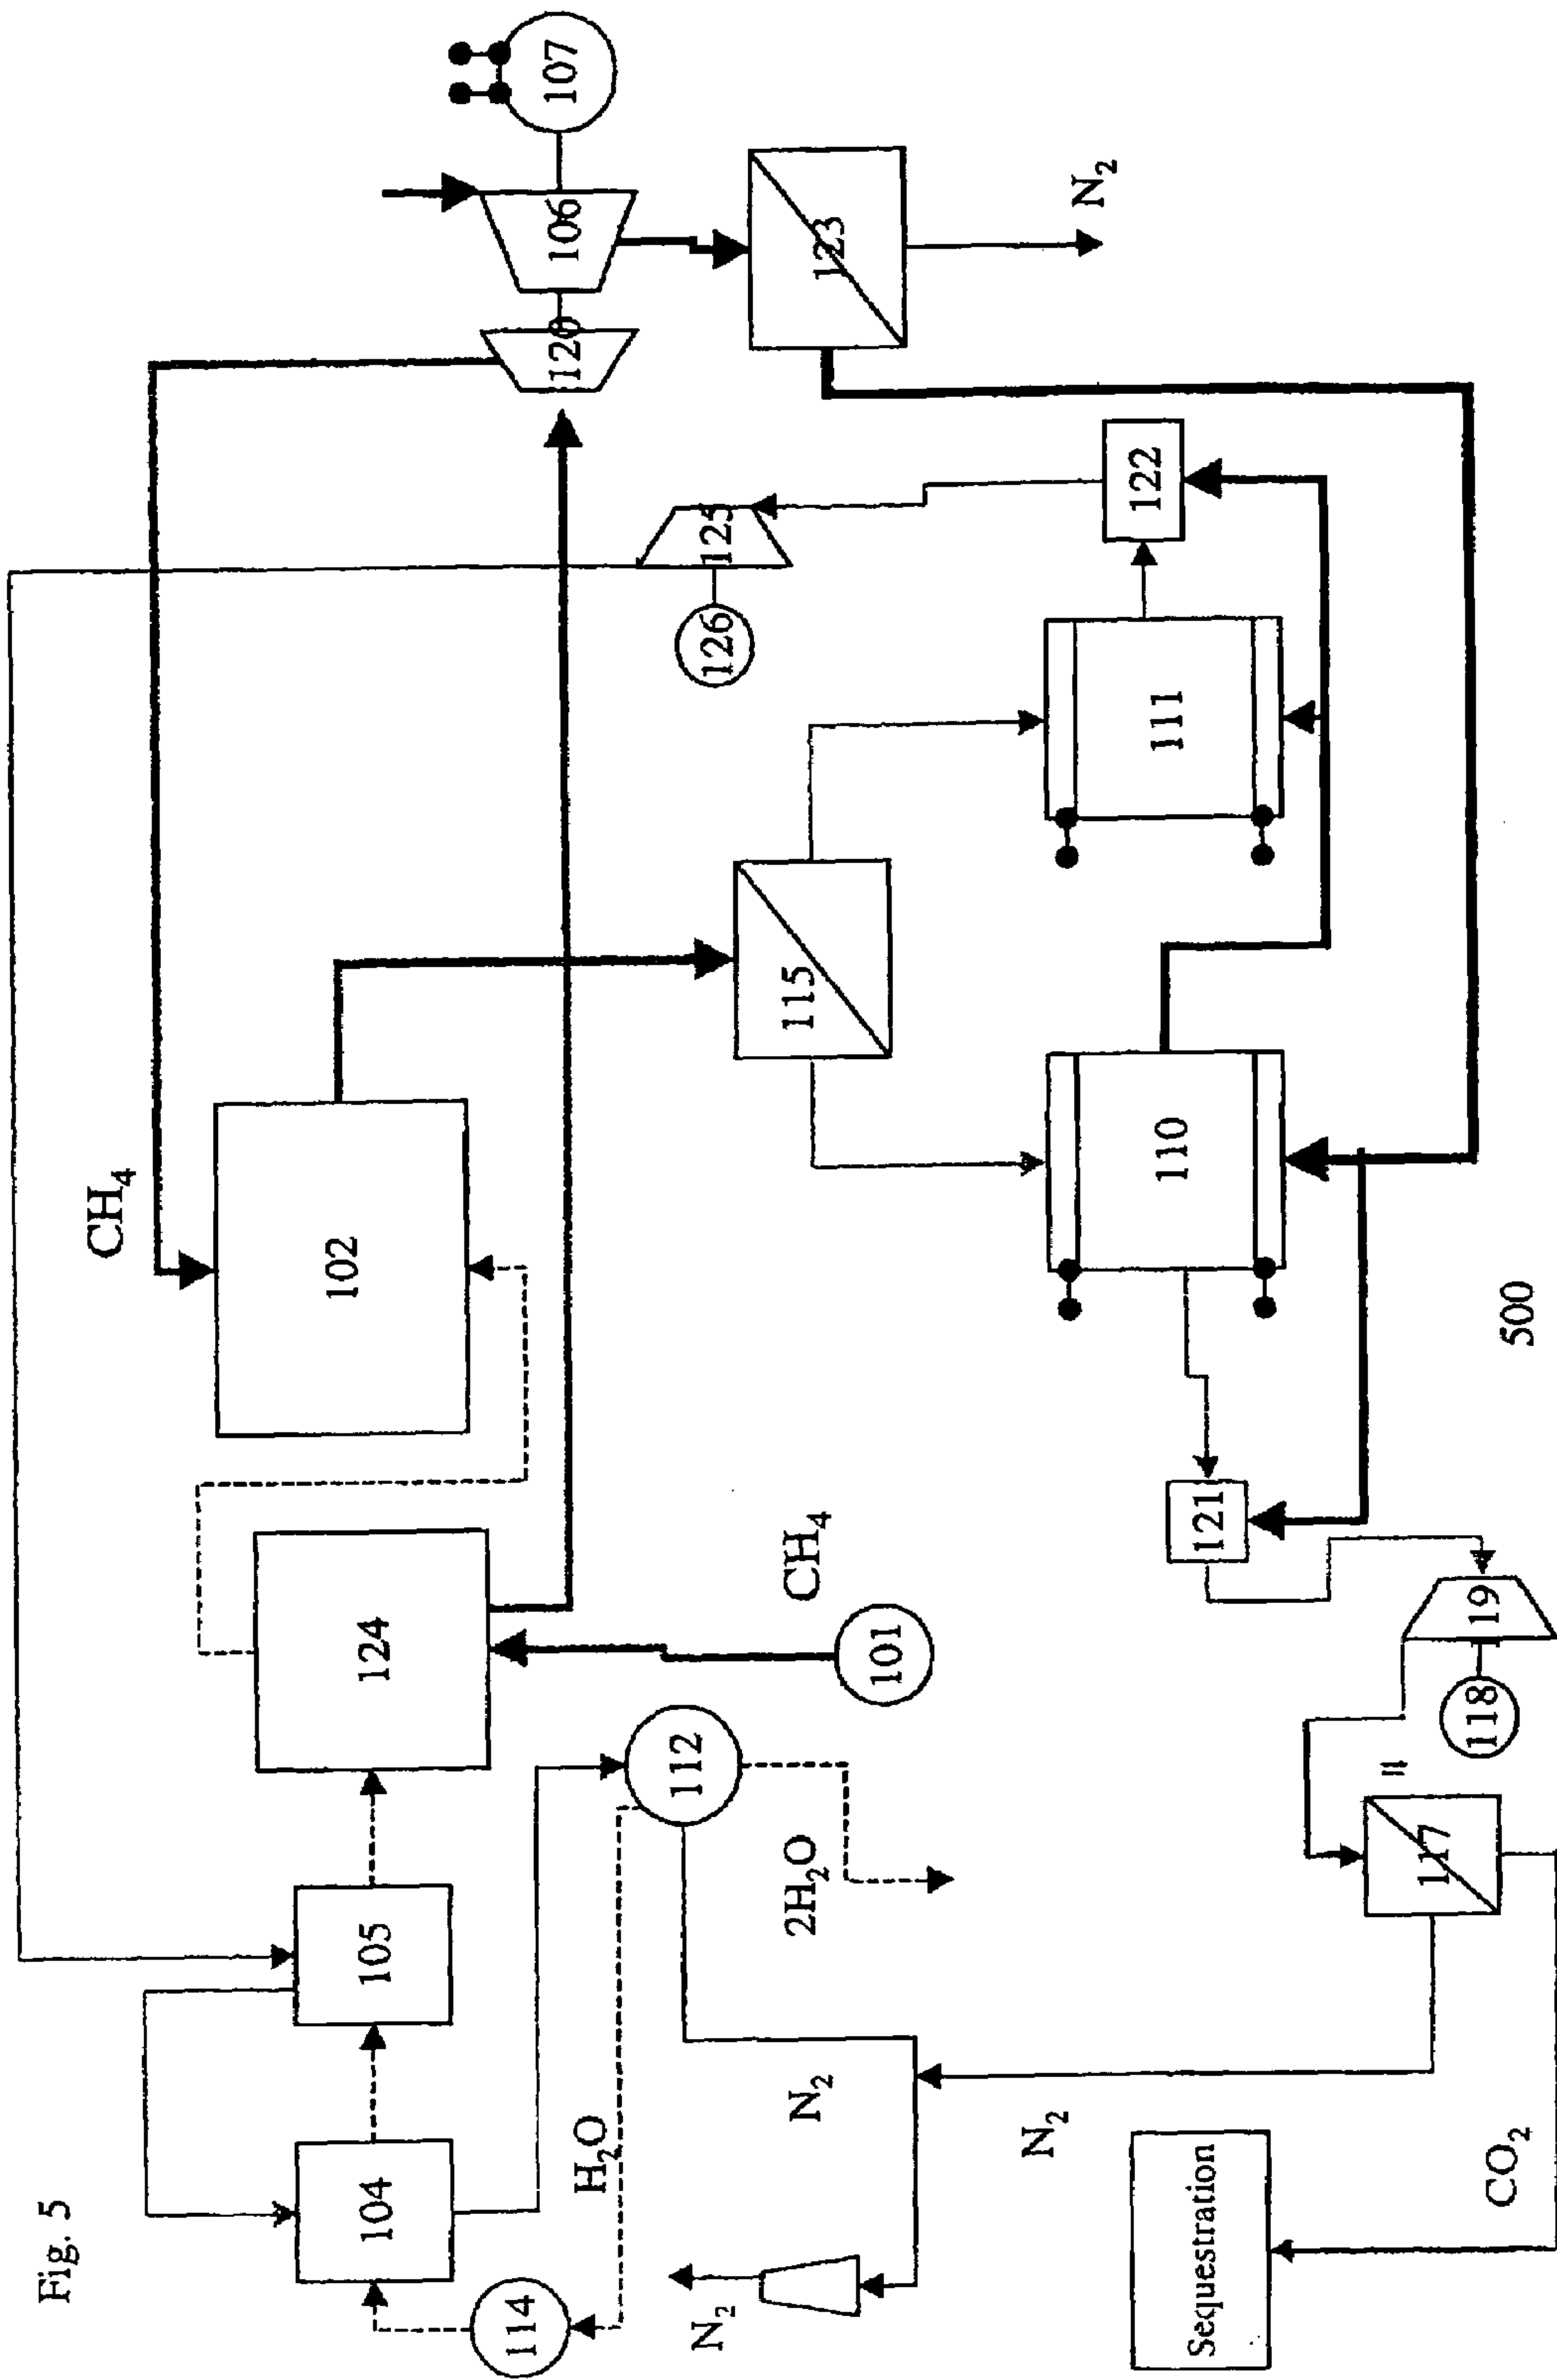 Fig. 5
104
105
124
102
CH₄
114
H₂O
112
2H₂O
101
CH₄
N₂
N₂
N₂
120
106
107
123
N₂
115
125
126
110
111
122
121
19
118
117
=
Sequestration
CO₂
500